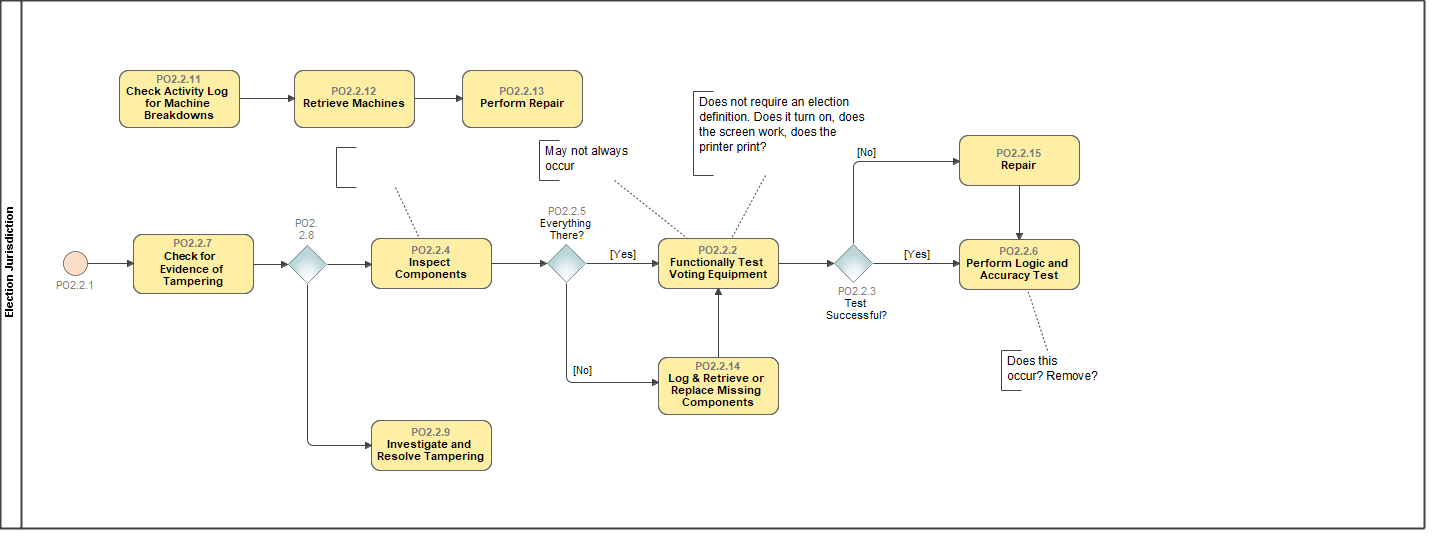 Election Jurisdiction
PO2.2.11
Check Activity Log
for Machine
Breakdowns
PO2.2.12
Retrieve Machines
PO2.2.13
Perform Repair
May not always
occur
Does not require an election
definition. Does it turn on, does
the screen work, does the
printer print?
[No]
PO2.2.15
Repair
PO2.2.1
PO2.2.7
Check for
Evidence of
Tampering
PO2.
2.8
PO2.2.4
Inspect
Components
PO2.2.5
Everything
There?
[Yes]
PO2.2.2
Functionally Test
Voting Equipment
PO2.2.3
Test
Successful?
[Yes]
PO2.2.6
Perform Logic and
Accuracy Test
[No]
PO2.2.14
Log & Retrieve or
Replace Missing
Components
Does this
occur? Remove?
PO2.2.9
Investigate and
Resolve Tampering